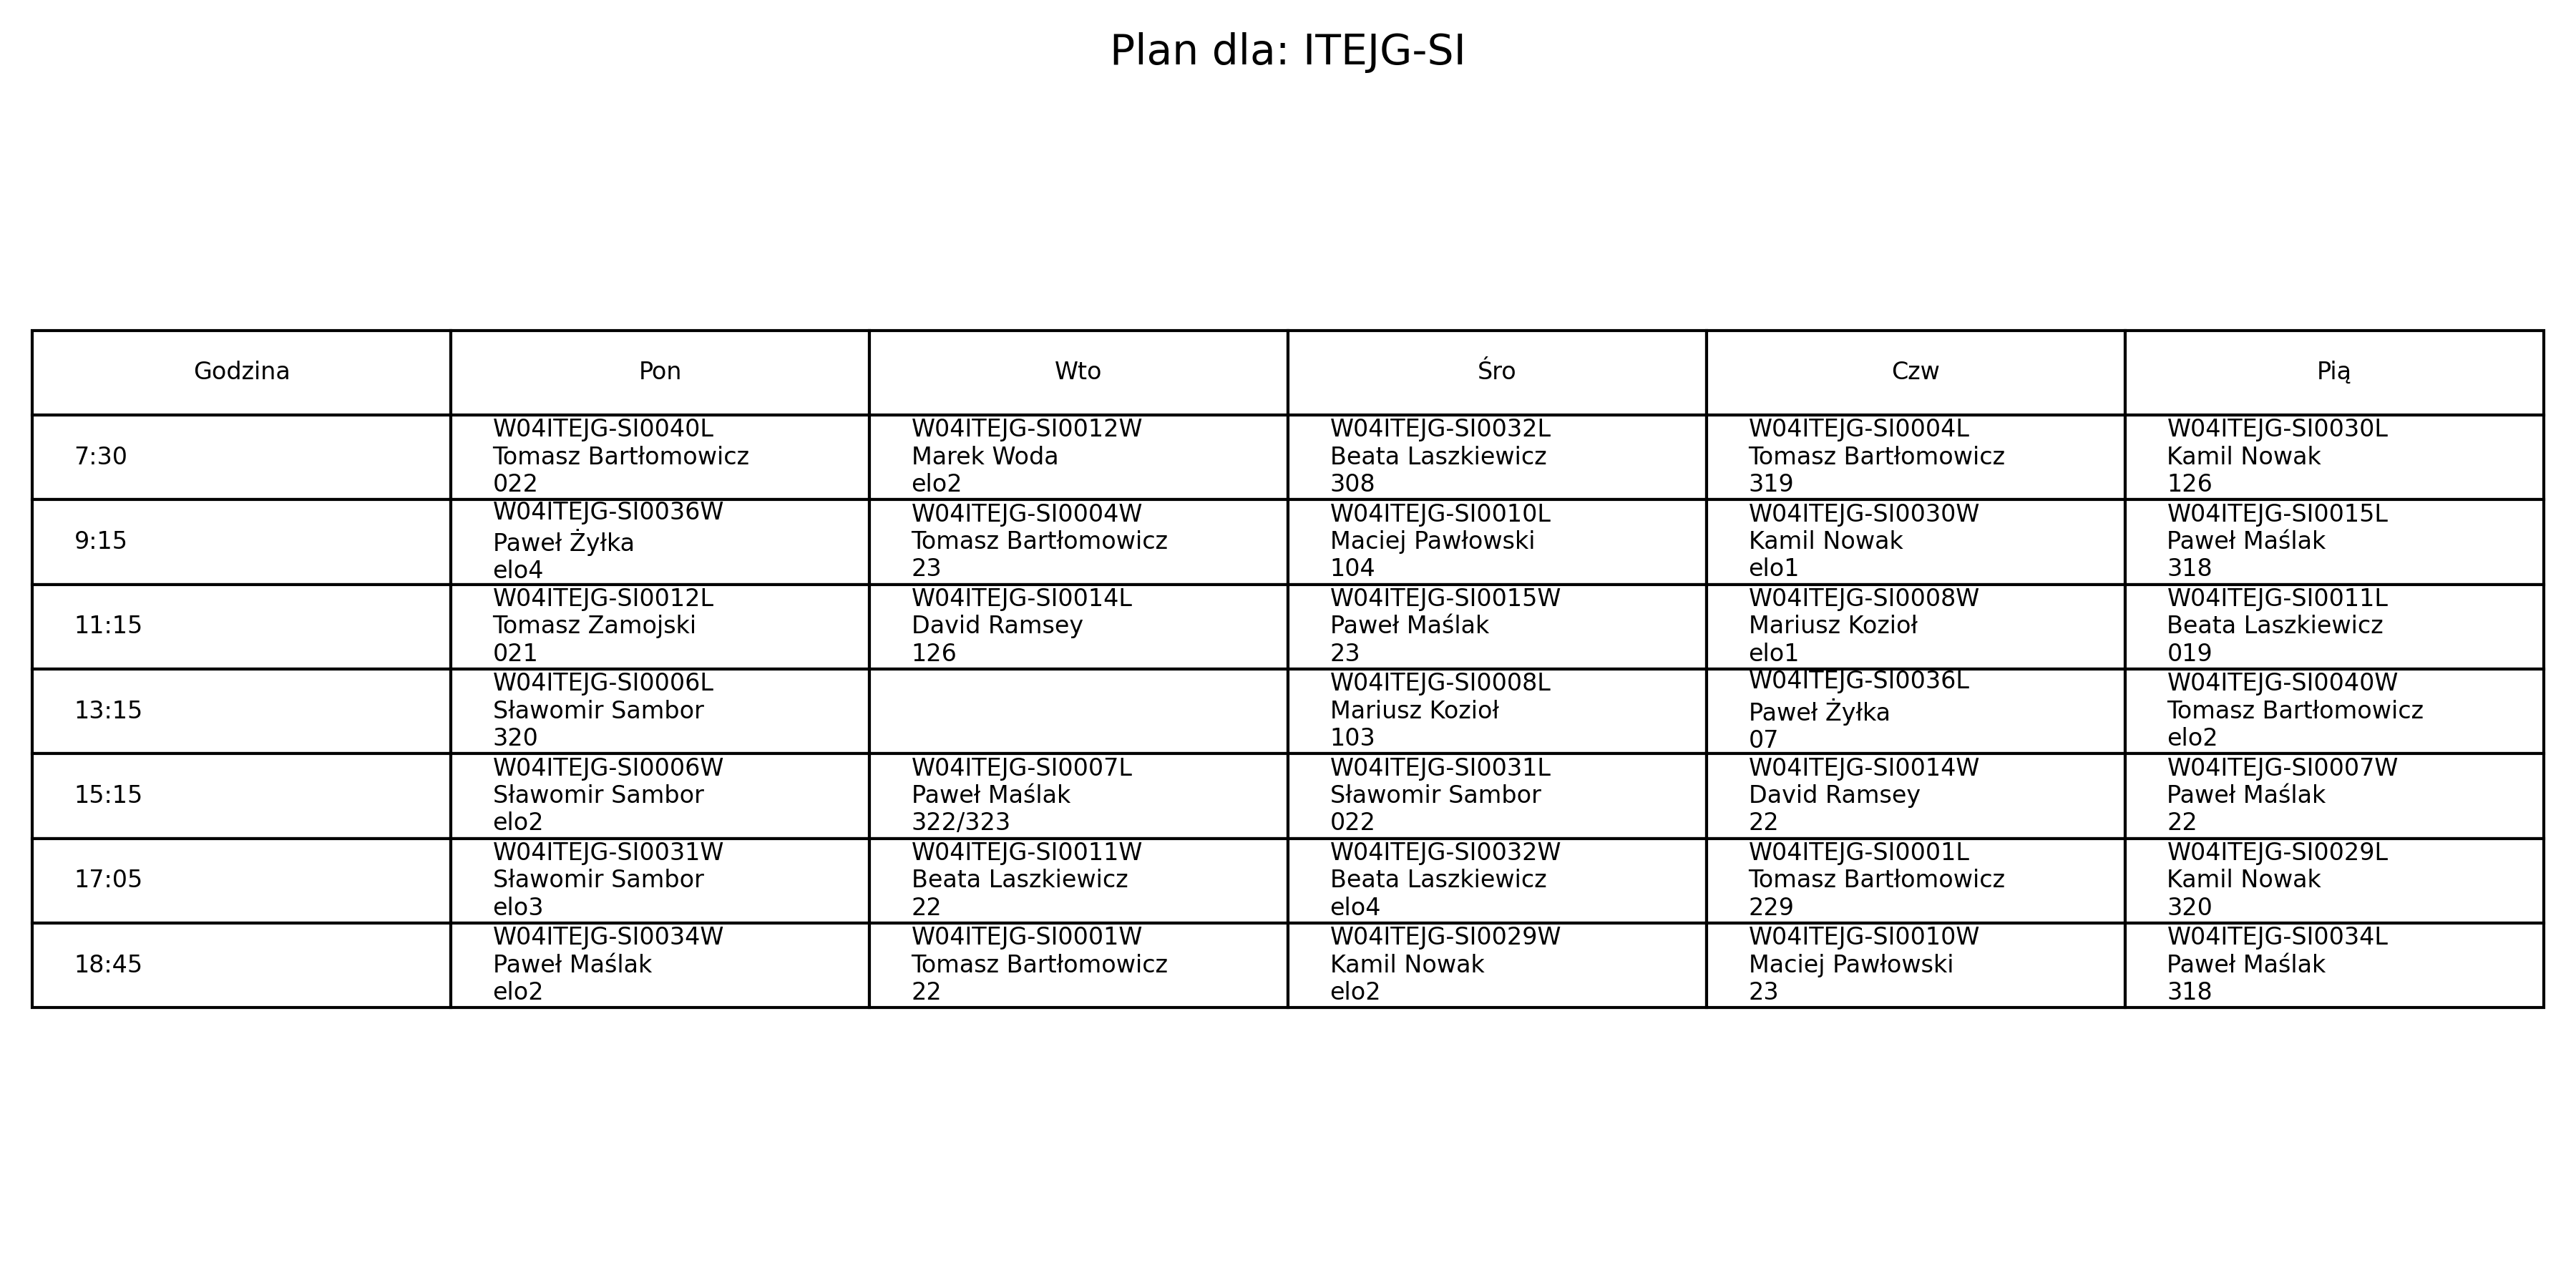 Plan dla: ITEJG-SI
Godzina
Pon
Wto
Śro
Czw
Pią
7:30
W04ITEJG-SI0040L
Tomasz Bartłomowicz
022
W04ITEJG-SI0012W
Marek Woda
elo2
W04ITEJG-SI0032L
Beata Laszkiewicz
308
W04ITEJG-SI0004L
Tomasz Bartłomowicz
319
W04ITEJG-SI0030L
Kamil Nowak
126
9:15
W04ITEJG-SI0036W
Paweł Żyłka
elo4
W04ITEJG-SI0004W
Tomasz Bartłomowicz
23
W04ITEJG-SI0010L
Maciej Pawłowski
104
W04ITEJG-SI0030W
Kamil Nowak
elo1
W04ITEJG-SI0015L
Paweł Maślak
318
11:15
W04ITEJG-SI0012L
Tomasz Zamojski
021
W04ITEJG-SI0014L
David Ramsey
126
W04ITEJG-SI0015W
Paweł Maślak
23
W04ITEJG-SI0008W
Mariusz Kozioł
elo1
W04ITEJG-SI0011L
Beata Laszkiewicz
019
13:15
W04ITEJG-SI0006L
Sławomir Sambor
320
W04ITEJG-SI0008L
Mariusz Kozioł
103
W04ITEJG-SI0036L
Paweł Żyłka
07
W04ITEJG-SI0040W
Tomasz Bartłomowicz
elo2
15:15
W04ITEJG-SI0006W
Sławomir Sambor
elo2
W04ITEJG-SI0007L
Paweł Maślak
322/323
W04ITEJG-SI0031L
Sławomir Sambor
022
W04ITEJG-SI0014W
David Ramsey
22
W04ITEJG-SI0007W
Paweł Maślak
22
17:05
W04ITEJG-SI0031W
Sławomir Sambor
elo3
W04ITEJG-SI0011W
Beata Laszkiewicz
22
W04ITEJG-SI0032W
Beata Laszkiewicz
elo4
W04ITEJG-SI0001L
Tomasz Bartłomowicz
229
W04ITEJG-SI0029L
Kamil Nowak
320
18:45
W04ITEJG-SI0034W
Paweł Maślak
elo2
W04ITEJG-SI0001W
Tomasz Bartłomowicz
22
W04ITEJG-SI0029W
Kamil Nowak
elo2
W04ITEJG-SI0010W
Maciej Pawłowski
23
W04ITEJG-SI0034L
Paweł Maślak
318